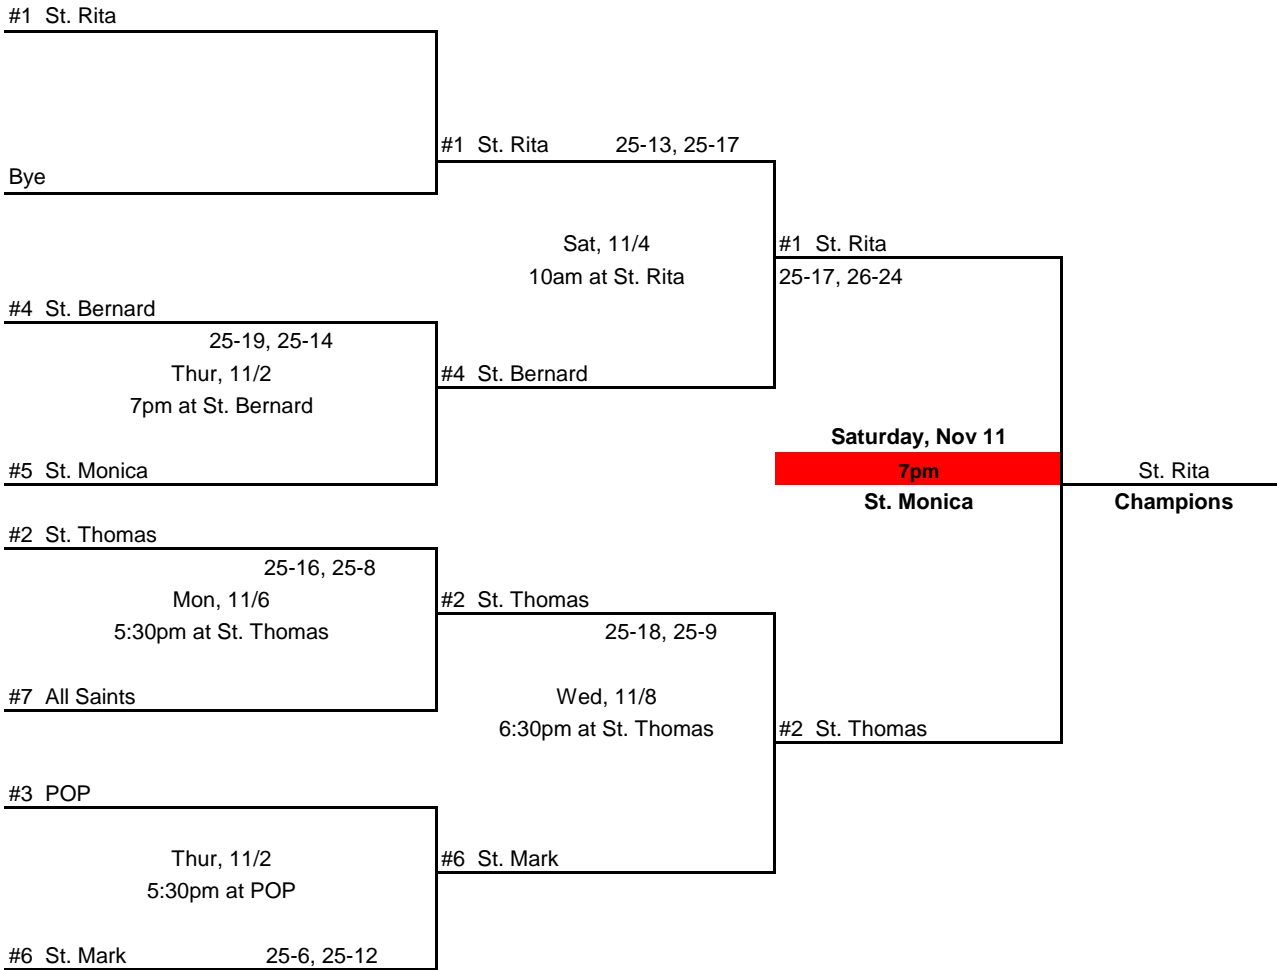 #1 St. Rita
#1 St. Rita 25-13, 25-17
Bye
Sat, 11/4
#1 St. Rita
10am at St. Rita
25-17, 26-24
#4 St. Bernard
25-19, 25-14
Thur, 11/2
#4 St. Bernard
7pm at St. Bernard
Saturday, Nov 11
#5 St. Monica
7pm
St. Rita
St. Monica
Champions
#2 St. Thomas
25-16, 25-8
Mon, 11/6
#2 St. Thomas
5:30pm at St. Thomas
25-18, 25-9
#7 All Saints
Wed, 11/8
6:30pm at St. Thomas
#2 St. Thomas
#3 POP
Thur, 11/2
#6 St. Mark
5:30pm at POP
#6 St. Mark 25-6, 25-12